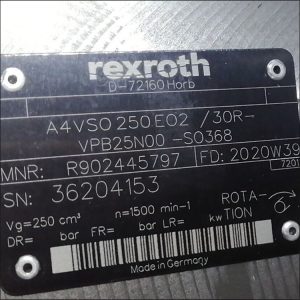 rexroth
D-72160 Horb
A4VSO 250 E02 /30R-
VPB25N00 -S0368
MNR: R902445797 FD: 2020W39
7201
SN: 36204153
Vg= 250 cm³ n= 1500 min-1 ROTA-
DR= bar FR= bar LR= kw TION
Made in Germany